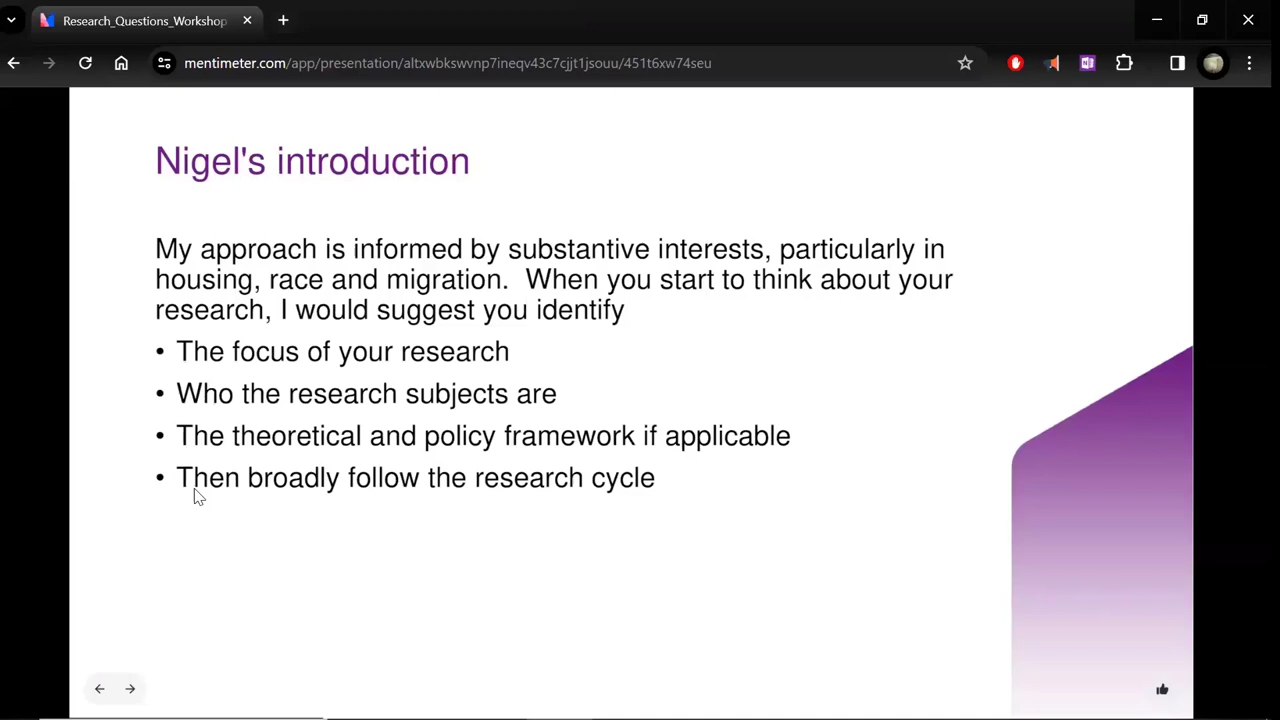 Research_Questions_Workshop
mentimeter.com/app/presentation/altxwbkswvnp7ineqv43c7cjjt1jsouu/451t6xw74seu
Nigel's introduction
My approach is informed by substantive interests, particularly in
housing, race and migration.  When you start to think about your
research, I would suggest you identify
• The focus of your research
• Who the research subjects are
• The theoretical and policy framework if applicable
• Then broadly follow the research cycle